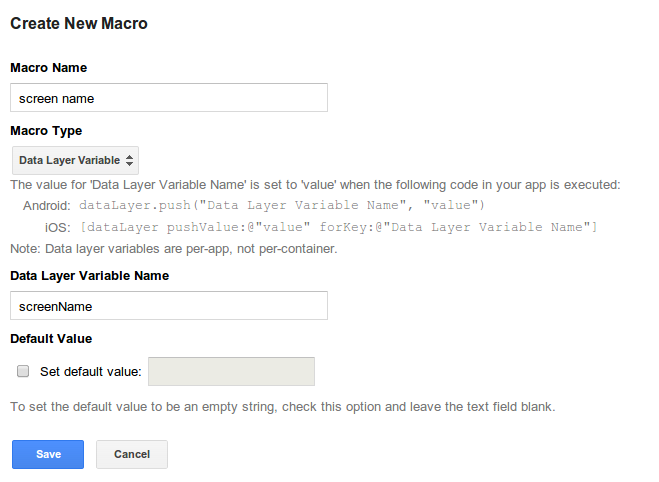 Create New Macro
Macro Name
screen name
Macro Type
Data Layer Variable
The value for 'Data Layer Variable Name' is set to 'value' when the following code in your app is executed:
Android: dataLayer.push("Data Layer Variable Name", "value")
iOS: [dataLayer pushValue:@"value" forKey:@"Data Layer Variable Name"]
Note: Data layer variables are per-app, not per-container.
Data Layer Variable Name
screenName
Default Value
Set default value:
To set the default value to be an empty string, check this option and leave the text field blank.
Save Cancel